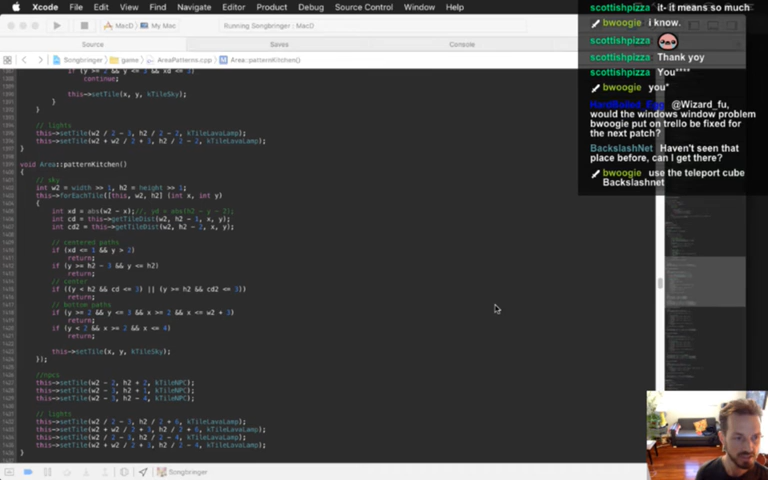 Xcode File Edit View Find Navigate Editor Product Debug Source Control Window Help
MacD My Mac Running Songbringer
Source Saves Console
Songbringer game AreaPatterns.cpp Area::patternKitchen()
continue;
this->setTile(x, y, kTileSky);
}
}
// lights
this->setTile(w2 / 2 - 3, h2 / 2 - 2, kTileLavaLamp);
this->setTile(w2 + w2 / 2 + 3, h2 / 2 - 2, kTileLavaLamp);
}
void Area::patternKitchen()
{
// sky
int w2 = width >> 1, h2 = height >> 1;
this->forEachTile([this, w2, h2] (int x, int y)
{
int xd = abs(w2 - x);// yd = abs(h2 - y - 2);
int cd = this->getTileDist(w2, h2 - 1, x, y);
int cd2 = this->getTileDist(w2, h2 - 2, x, y);
// centered paths
if (xd <= 1 && y > 2)
return;
if (y >= h2 - 3 && y <= h2)
return;
// center
if ((y < h2 && cd <= 3) || (y >= h2 && cd2 <= 3))
return;
// bottom paths
if (y >= 2 && y <= 3 && x >= 2 && x <= w2 + 3)
return;
if (y < 2 && x >= 2 && x <= 4)
return;
this->setTile(x, y, kTileSky);
});
//npcs
this->setTile(w2 - 2, h2 + 2, kTileNPC);
this->setTile(w2 - 3, h2 + 1, kTileNPC);
this->setTile(w2 - 3, h2 - 4, kTileNPC);
// lights
this->setTile(w2 / 2 - 3, h2 / 2 + 6, kTileLavaLamp);
this->setTile(w2 + w2 / 2 + 3, h2 / 2 + 6, kTileLavaLamp);
this->setTile(w2 / 2 - 3, h2 / 2 - 4, kTileLavaLamp);
this->setTile(w2 + w2 / 2 + 3, h2 / 2 - 4, kTileLavaLamp);
}
Songbringer
scottishpizza it- it means so much
bwoogie i know.
scottishpizza
scottishpizza Thank yoy
scottishpizza You****
bwoogie you*
HardBoiled_Egg @Wizard_fu,
would the windows window problem
bwoogie put on trello be fixed for
the next patch?
BackslashNet Haven't seen that
place before, can I get there?
bwoogie use the teleport cube
Backslashnet